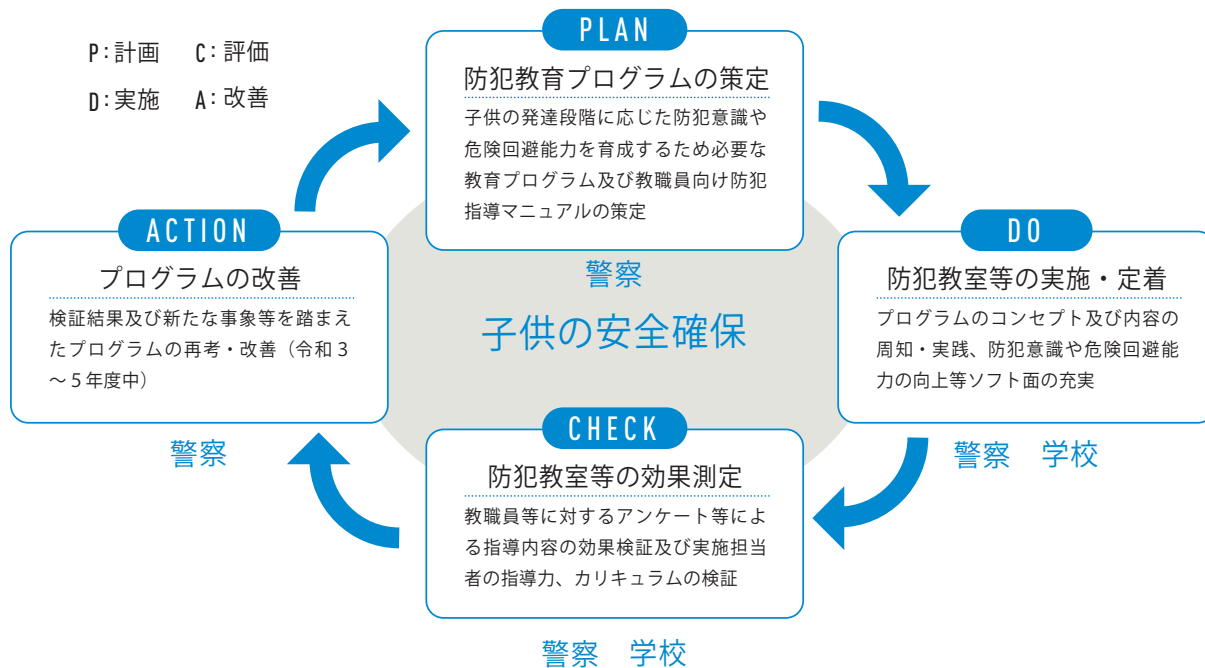 P:計画 C:評価
D:実施 A:改善
PLAN
防犯教育プログラムの策定
子供の発達段階に応じた防犯意識や
危険回避能力を育成するため必要な
教育プログラム及び教職員向け防犯
指導マニュアルの策定
警察
DO
防犯教室等の実施・定着
プログラムのコンセプト及び内容の
周知・実践、防犯意識や危険回避能
力の向上等ソフト面の充実
警察 学校
CHECK
防犯教室等の効果測定
教職員等に対するアンケート等によ
る指導内容の効果検証及び実施担当
者の指導力、カリキュラムの検証
警察 学校
ACTION
プログラムの改善
検証結果及び新たな事象等を踏まえ
たプログラムの再考・改善（令和3
～5年度中）
警察
子供の安全確保